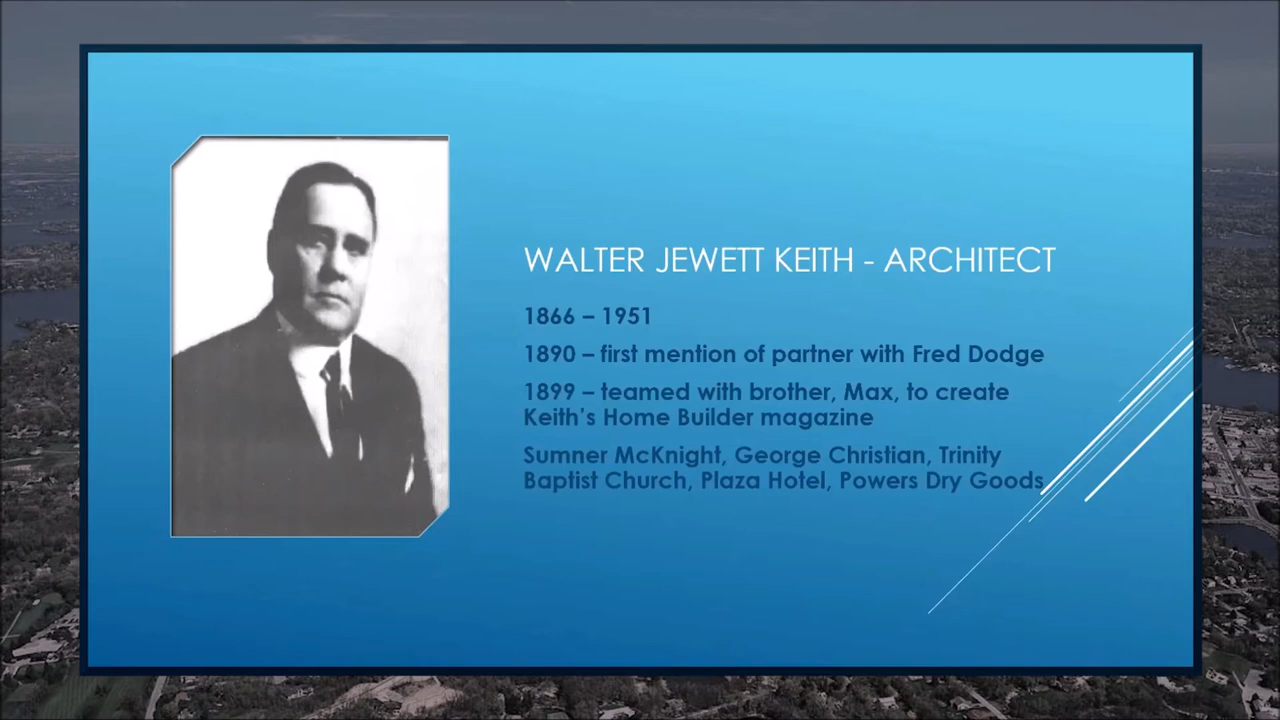 WALTER JEWETT KEITH - ARCHITECT
1866 – 1951
1890 – first mention of partner with Fred Dodge
1899 – teamed with brother, Max, to create
Keith's Home Builder magazine
Sumner McKnight, George Christian, Trinity
Baptist Church, Plaza Hotel, Powers Dry Goods